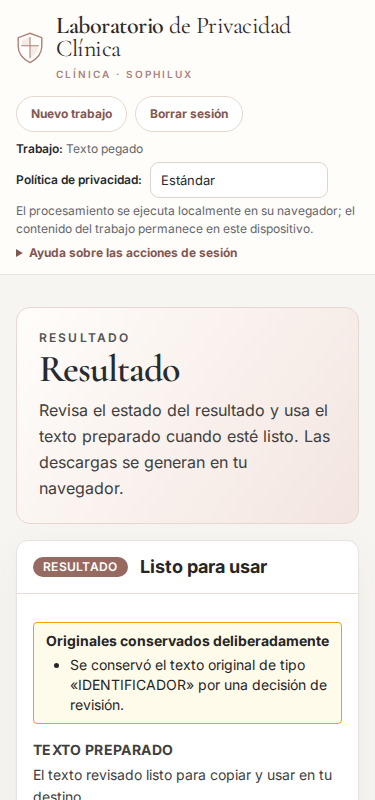 Laboratorio de Privacidad
Clínica
CLÍNICA · SOPHILUX
Nuevo trabajo
Borrar sesión
Trabajo: Texto pegado
Política de privacidad:
Estándar
El procesamiento se ejecuta localmente en su navegador; el
contenido del trabajo permanece en este dispositivo.
Ayuda sobre las acciones de sesión
RESULTADO
Resultado
Revisa el estado del resultado y usa el
texto preparado cuando esté listo. Las
descargas se generan en tu
navegador.
RESULTADO
Listo para usar
Originales conservados deliberadamente
Se conservó el texto original de tipo
«IDENTIFICADOR» por una decisión de
revisión.
TEXTO PREPARADO
El texto revisado listo para copiar y usar en tu
destino.